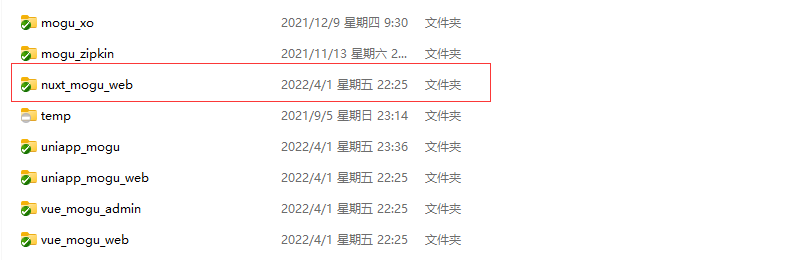 mogu_xo 2021/12/9 星期四 9:30 文件夹
mogu_zipkin 2021/11/13 星期六 2... 文件夹
nuxt_mogu_web 2022/4/1 星期五 22:25 文件夹
temp 2021/9/5 星期日 23:14 文件夹
uniapp_mogu 2022/4/1 星期五 23:36 文件夹
uniapp_mogu_web 2022/4/1 星期五 22:25 文件夹
vue_mogu_admin 2022/4/1 星期五 22:25 文件夹
vue_mogu_web 2022/4/1 星期五 22:25 文件夹